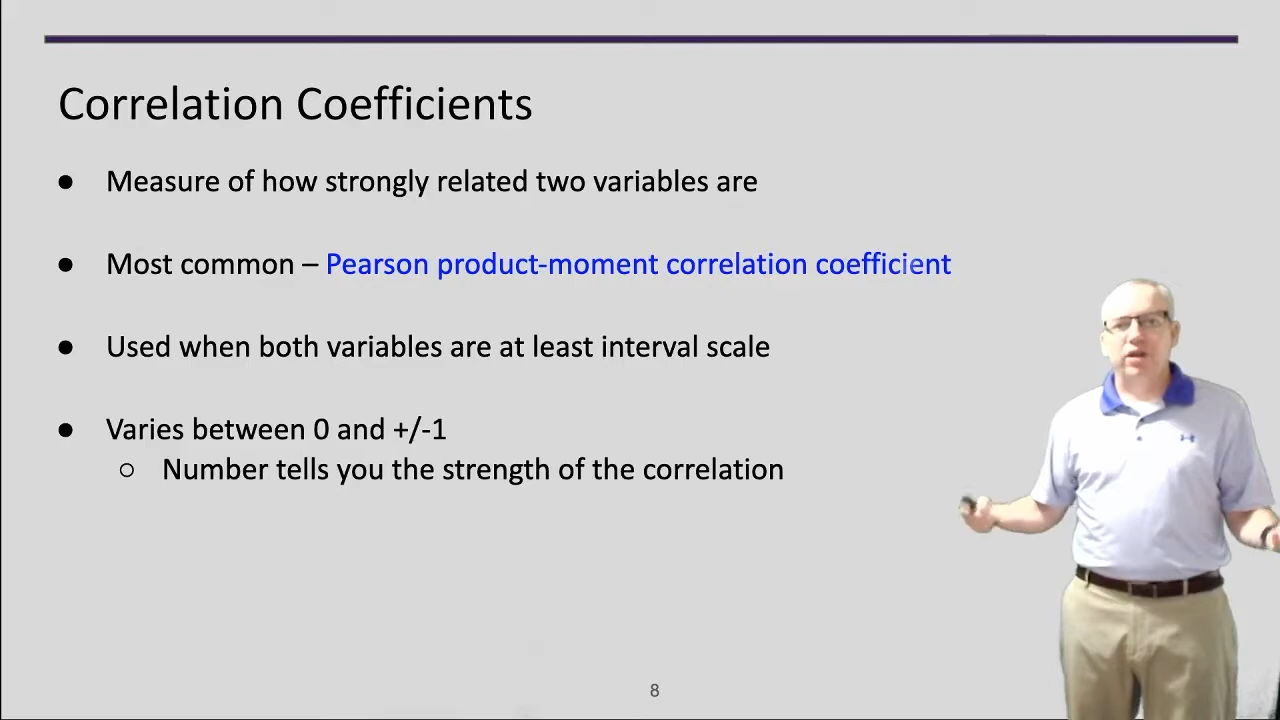 Correlation Coefficients
● Measure of how strongly related two variables are
● Most common – Pearson product-moment correlation coefficient
● Used when both variables are at least interval scale
● Varies between 0 and +/-1
○ Number tells you the strength of the correlation
8